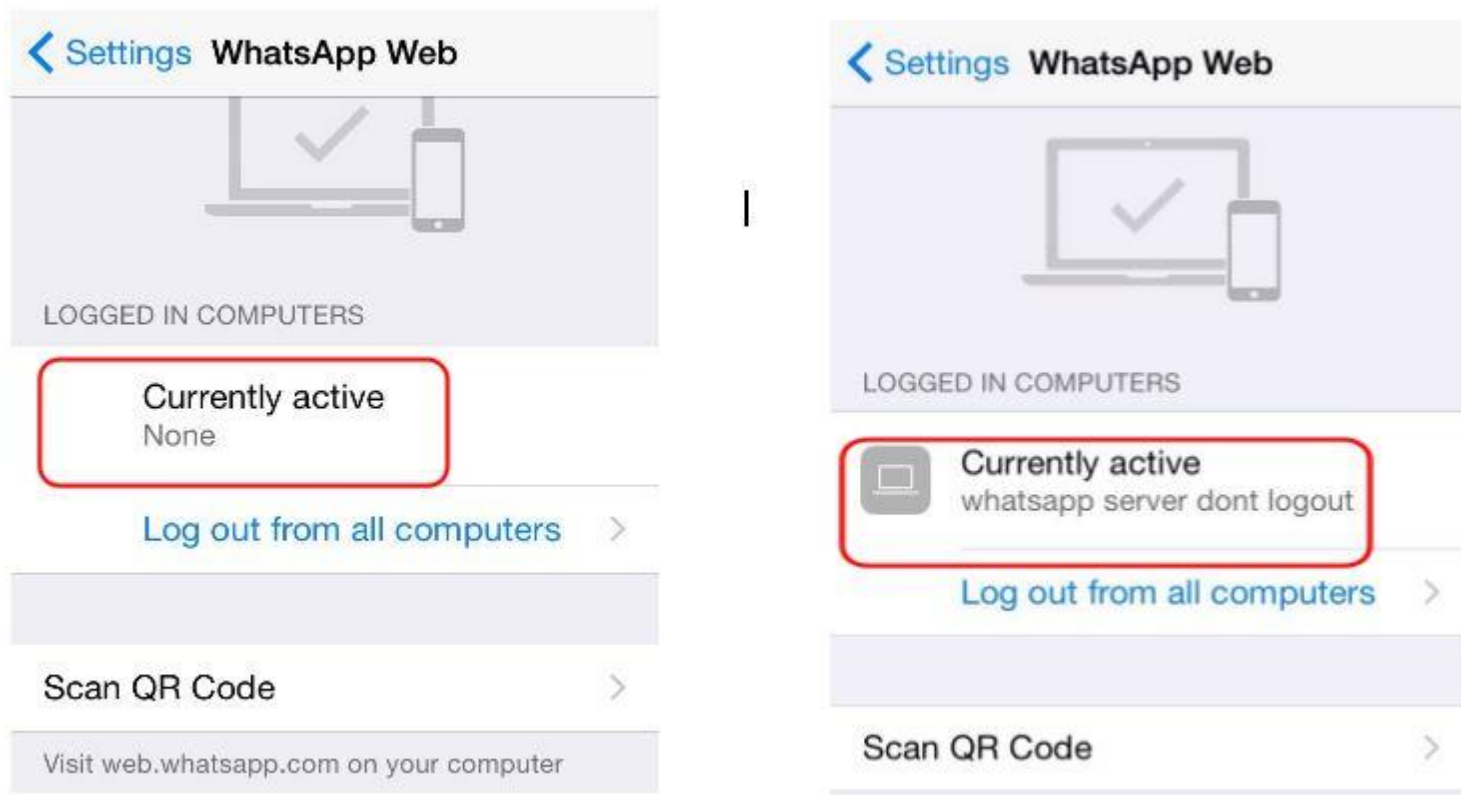 Settings WhatsApp Web
LOGGED IN COMPUTERS
Currently active
None
Log out from all computers
Scan QR Code
Visit web.whatsapp.com on your computer
|
Settings WhatsApp Web
LOGGED IN COMPUTERS
Currently active
whatsapp server dont logout
Log out from all computers
Scan QR Code